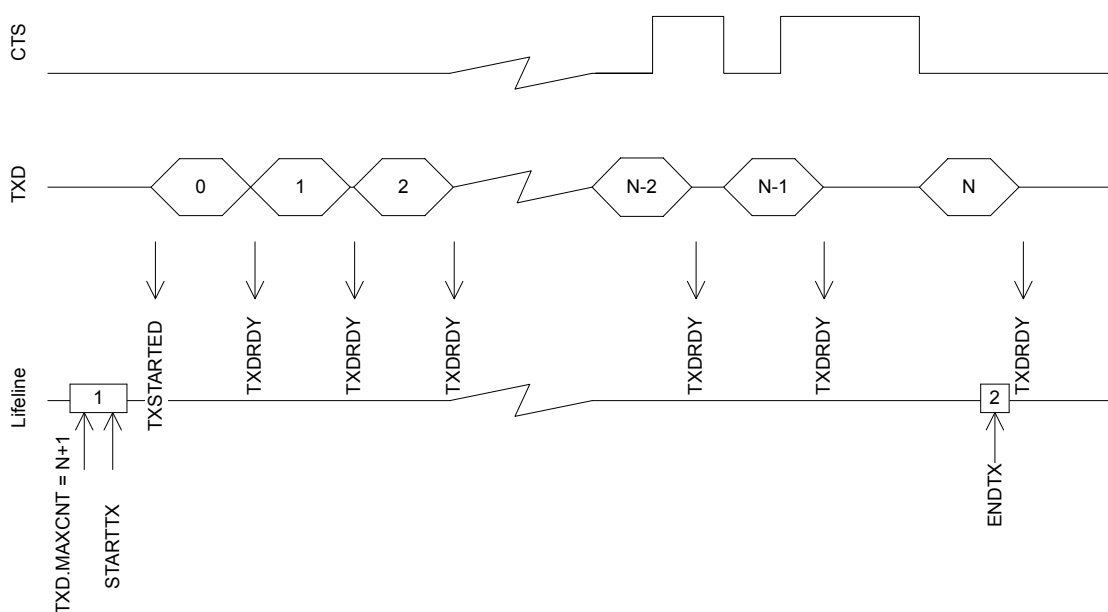 CTS
TXD
0
1
2
N-2
N-1
N
TXSTARTED
TXDRDY
TXDRDY
TXDRDY
TXDRDY
TXDRDY
TXDRDY
Lifeline
1
2
TXD.MAXCNT = N+1
STARTTX
ENDTX